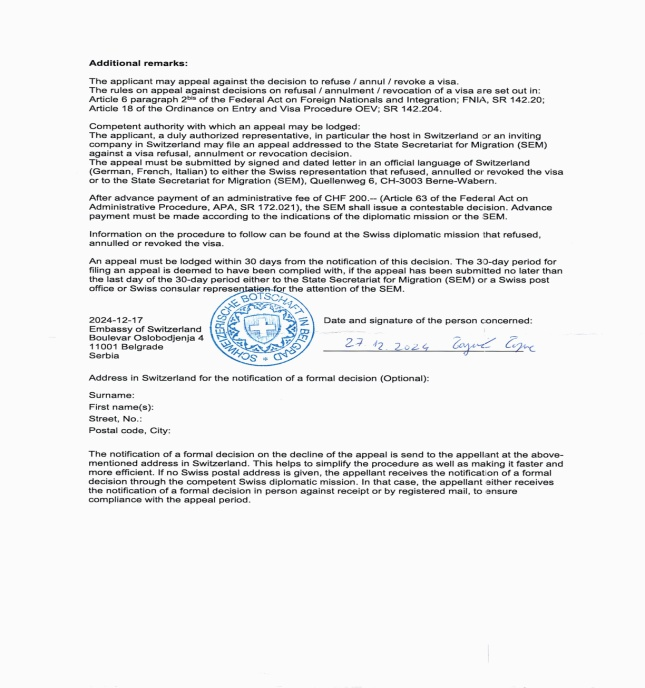 Additional remarks:
The applicant may appeal against the decision to refuse / annul / revoke a visa.
The rules on appeal against decisions on refusal / annulment / revocation of a visa are set out in:
Article 6 paragraph 2bis of the Federal Act on Foreign Nationals and Integration; FNIA, SR 142.20;
Article 18 of the Ordinance on Entry and Visa Procedure OEV; SR 142.204.
Competent authority with which an appeal may be lodged:
The applicant, a duly authorized representative, in particular the host in Switzerland or an inviting
company in Switzerland may file an appeal addressed to the State Secretariat for Migration (SEM)
against a visa refusal, annulment or revocation decision.
The appeal must be submitted by signed and dated letter in an official language of Switzerland
(German, French, Italian) to either the Swiss Representation that refused, annulled or revoked the visa
or to the State Secretariat for Migration (SEM), Quellenweg 6, CH-3003 Berne-Wabern.
After advance payment of an administrative fee of CHF 200.-- (Article 63 of the Federal Act on
Administrative Procedure, APA, SR 172.021), the SEM shall issue a contestable decision. Advance
payment must be made according to the indications of the diplomatic mission or the SEM.
Information on the procedure to follow can be found at the Swiss diplomatic mission that refused,
annulled or revoked the visa.
An appeal must be lodged within 30 days from the notification of this decision. The 30-day period for
filing an appeal is deemed to have been complied with, if the appeal has been submitted no later than
the last day of the 30-day period either to the State Secretariat for Migration (SEM) or a Swiss post
office or Swiss consular representation for the attention of the SEM.
2024-12-17
Embassy of Switzerland
Boulevar Oslobodjenja 4
11001 Belgrade
Serbia
SCHWEIZERISCHE BOTSCHAFT IN BELGRAD
Date and signature of the person concerned:
27 12. 2024
Address in Switzerland for the notification of a formal decision (Optional):
Surname:
First name(s):
Street, No.:
Postal code, City:
The notification of a formal decision on the decline of the appeal is send to the appellant at the above-
mentioned address in Switzerland. This helps to simplify the procedure as well as making it faster and
more efficient. If no Swiss postal address is given, the appellant receives the notification of a formal
decision through the competent Swiss diplomatic mission. In that case, the appellant either receives
the notification of a formal decision in person against receipt or by registered mail, to ensure
compliance with the appeal period.